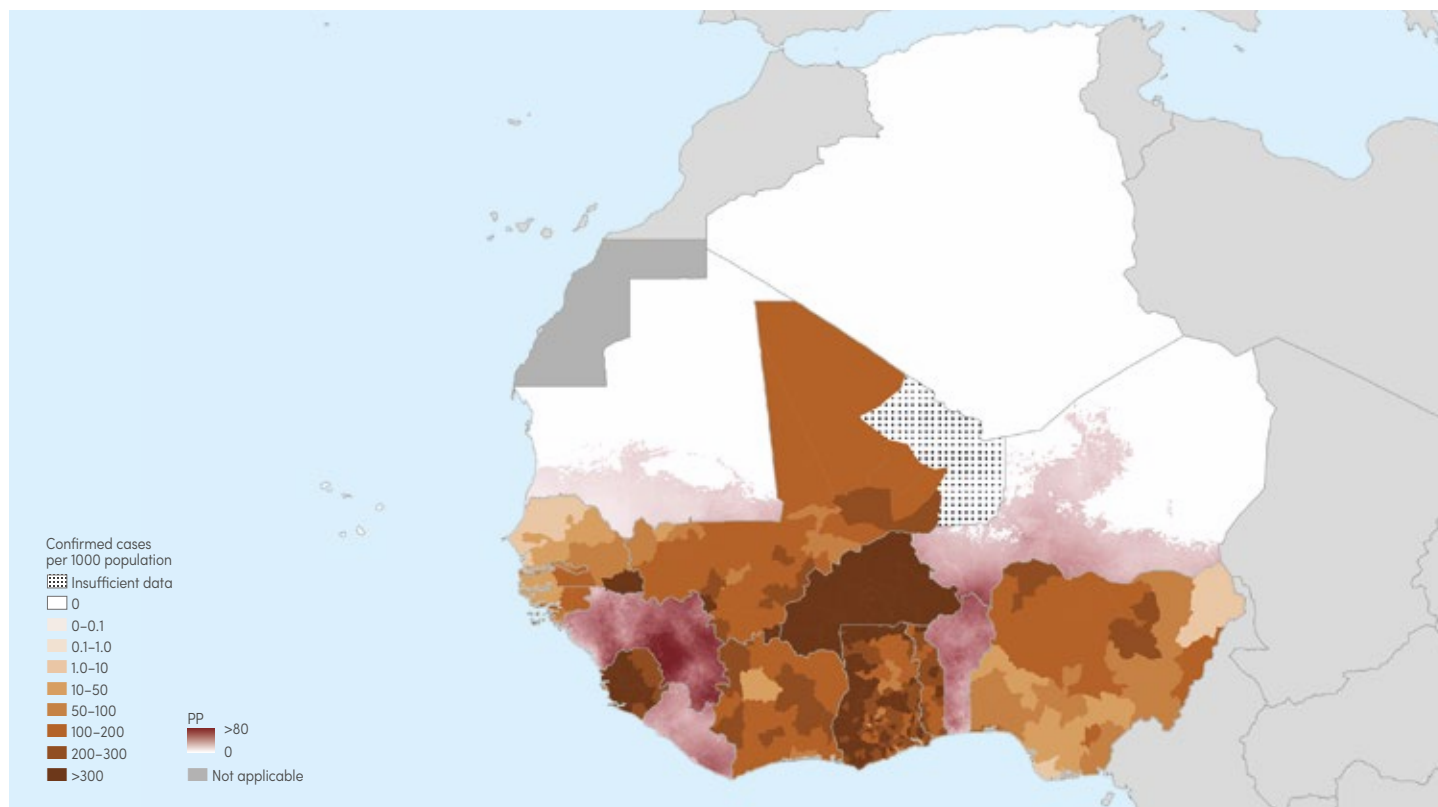 Confirmed cases
per 1000 population
Insufficient data
0
0–0.1
0.1–1.0
1.0–10
10–50
50–100
100–200
200–300
>300
PP
>80
0
Not applicable